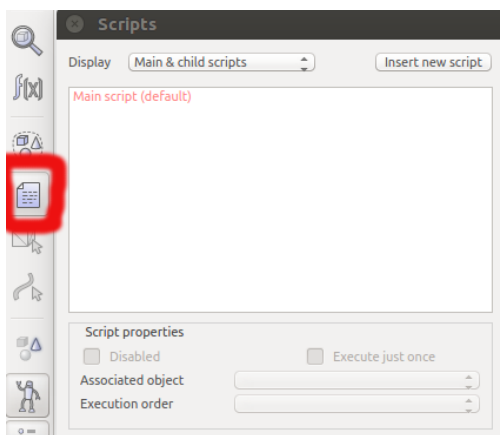 Scripts
Display Main & child scripts Insert new script
f(x)
Main script (default)
Script properties
Disabled Execute just once
Associated object
Execution order